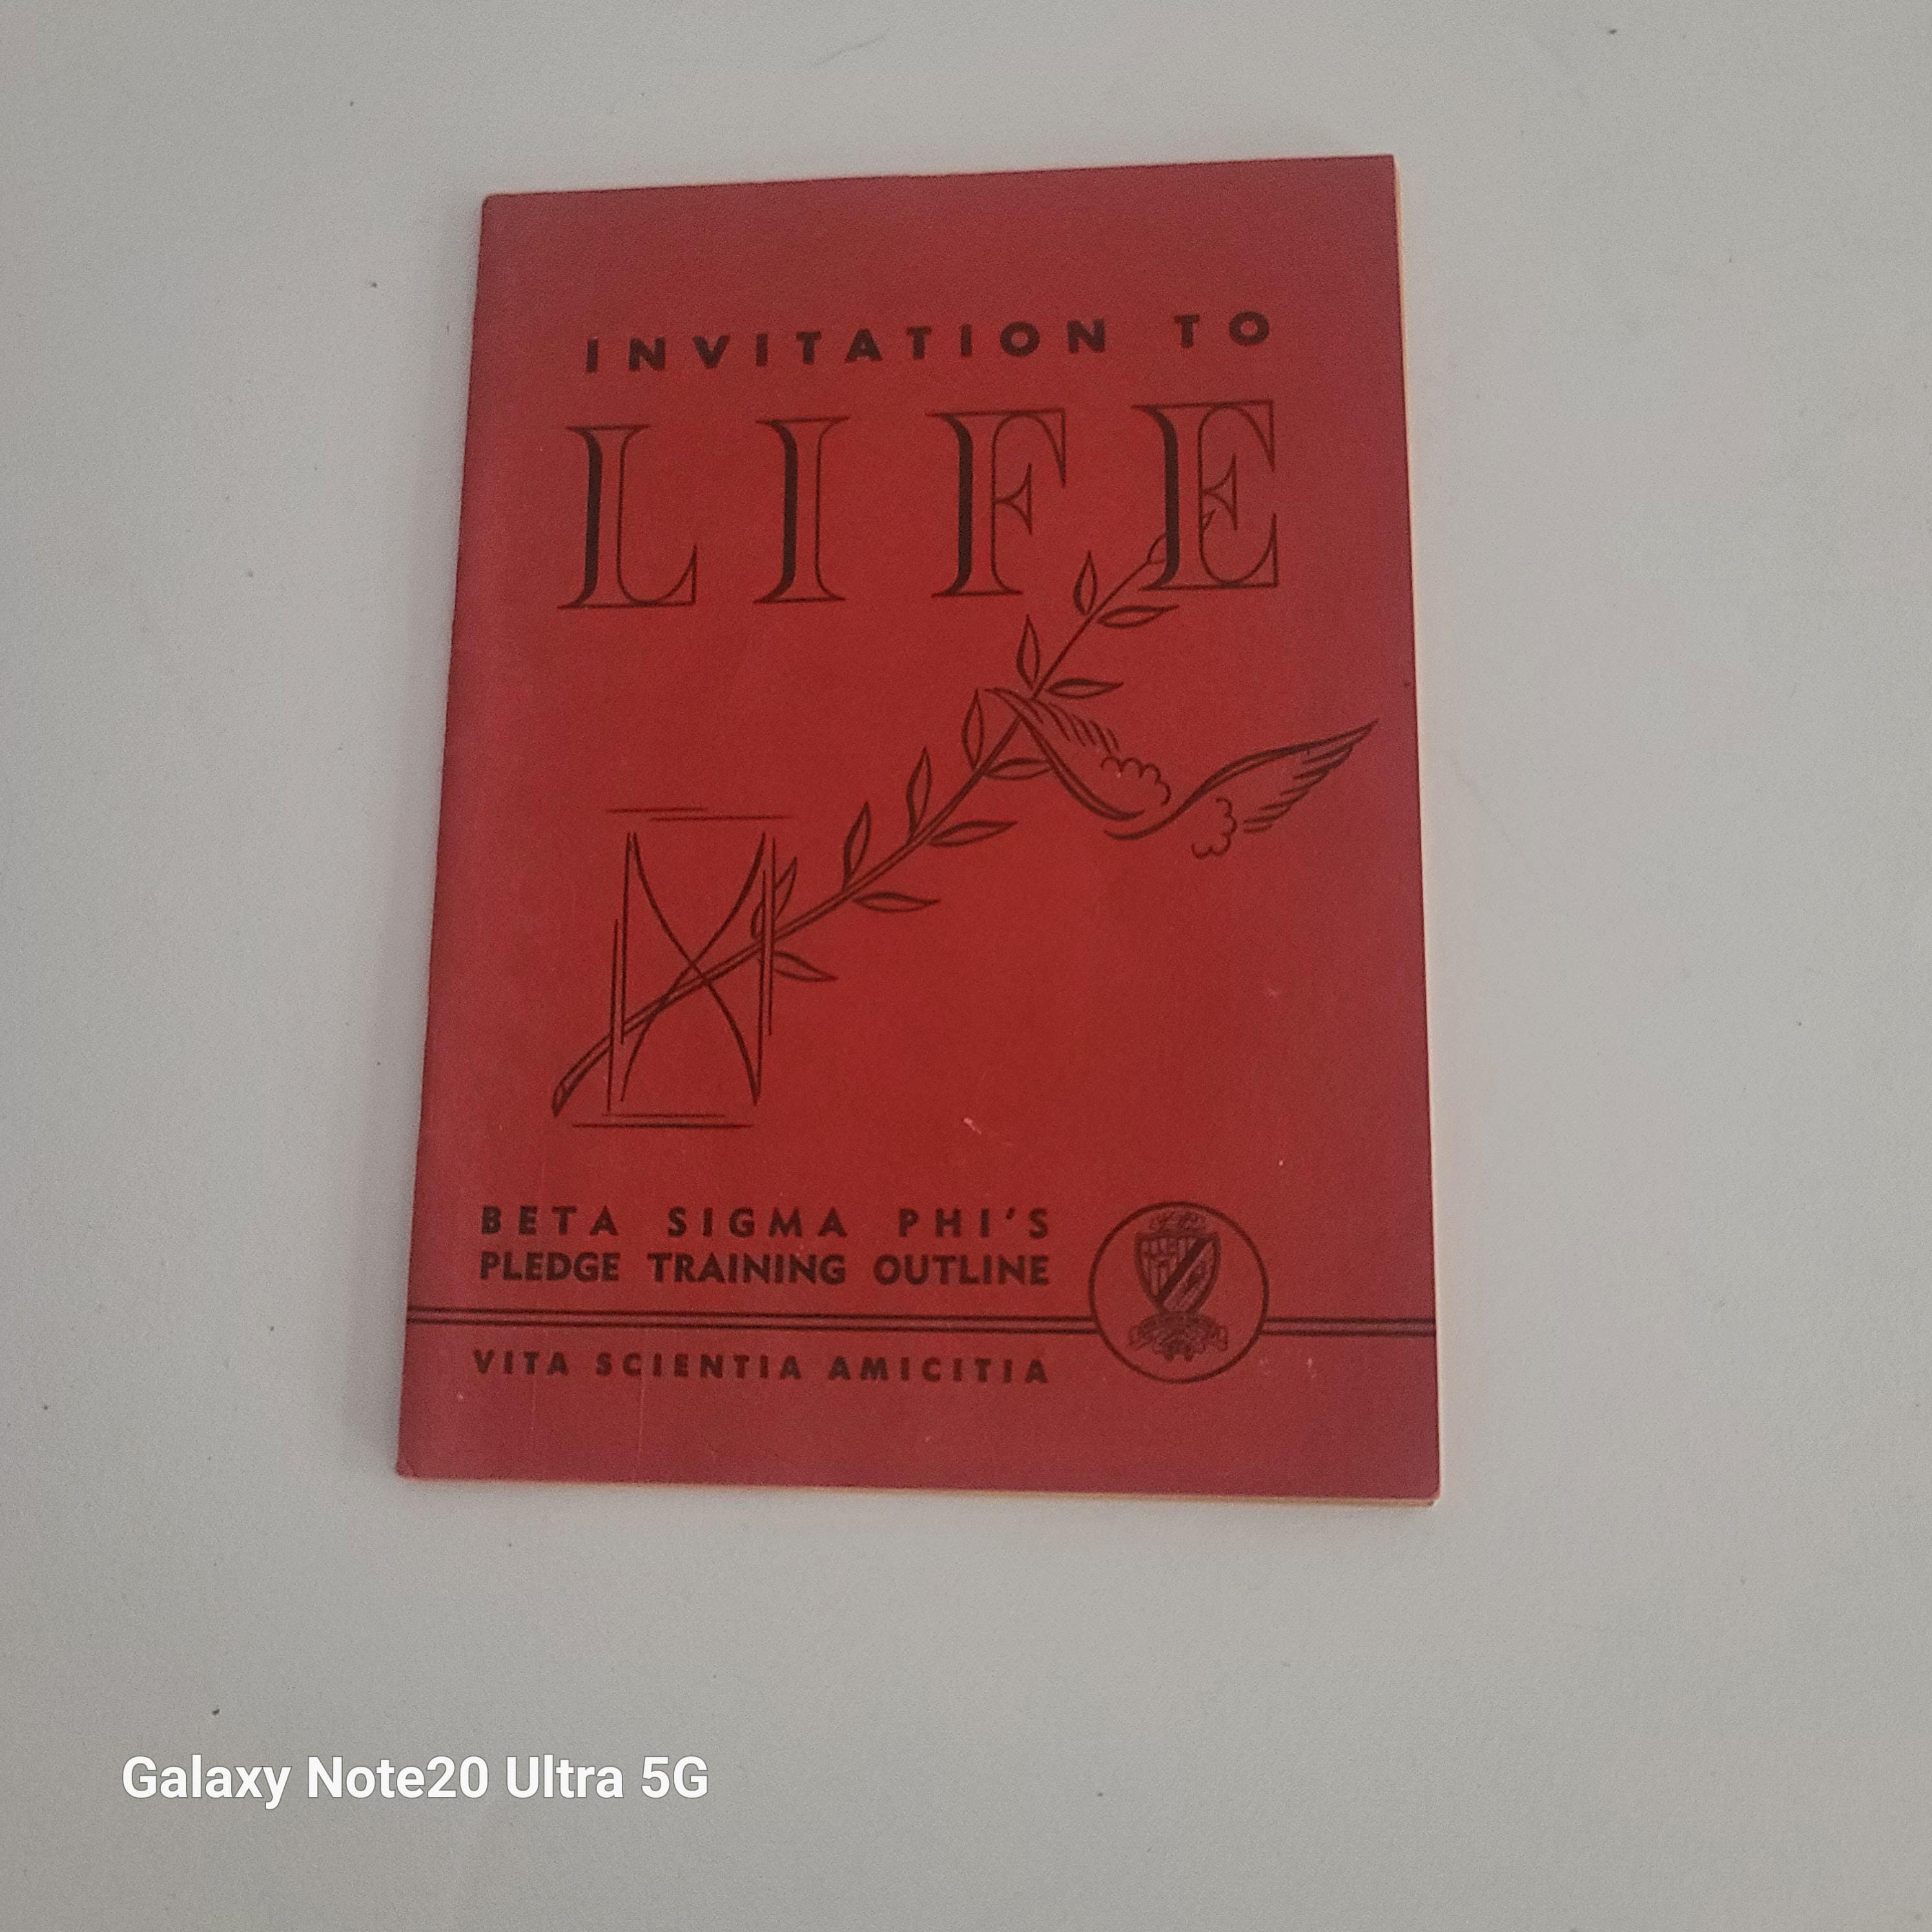 INVITATION TO
LIFE
BETA SIGMA PHI'S
PLEDGE TRAINING OUTLINE
VITA SCIENTIA AMICITIA
Galaxy Note20 Ultra 5G